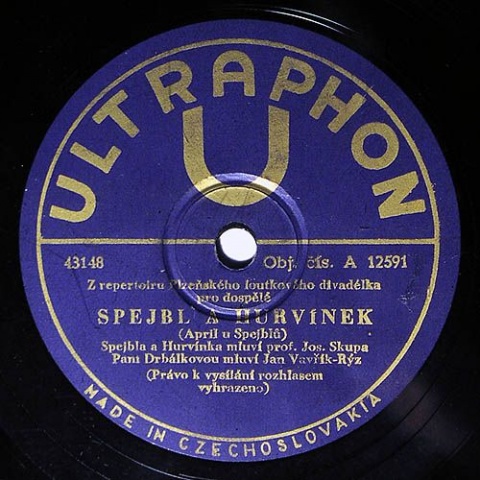 ULTRAPHON
U
43148 Obj. čís. A 12591
Z repertoiru Plzeňského loutkového divadélka
pro dospělé
SPEJBL A HURVÍNEK
(April u Spejblů)
Spejbla a Hurvínka mluví prof. Jos. Skupa
Paní Drbálkovou mluví Jan Vavřík-Rýz
(Právo k vysílání rozhlasem
vyhrazeno)
MADE IN CZECHOSLOVAKIA